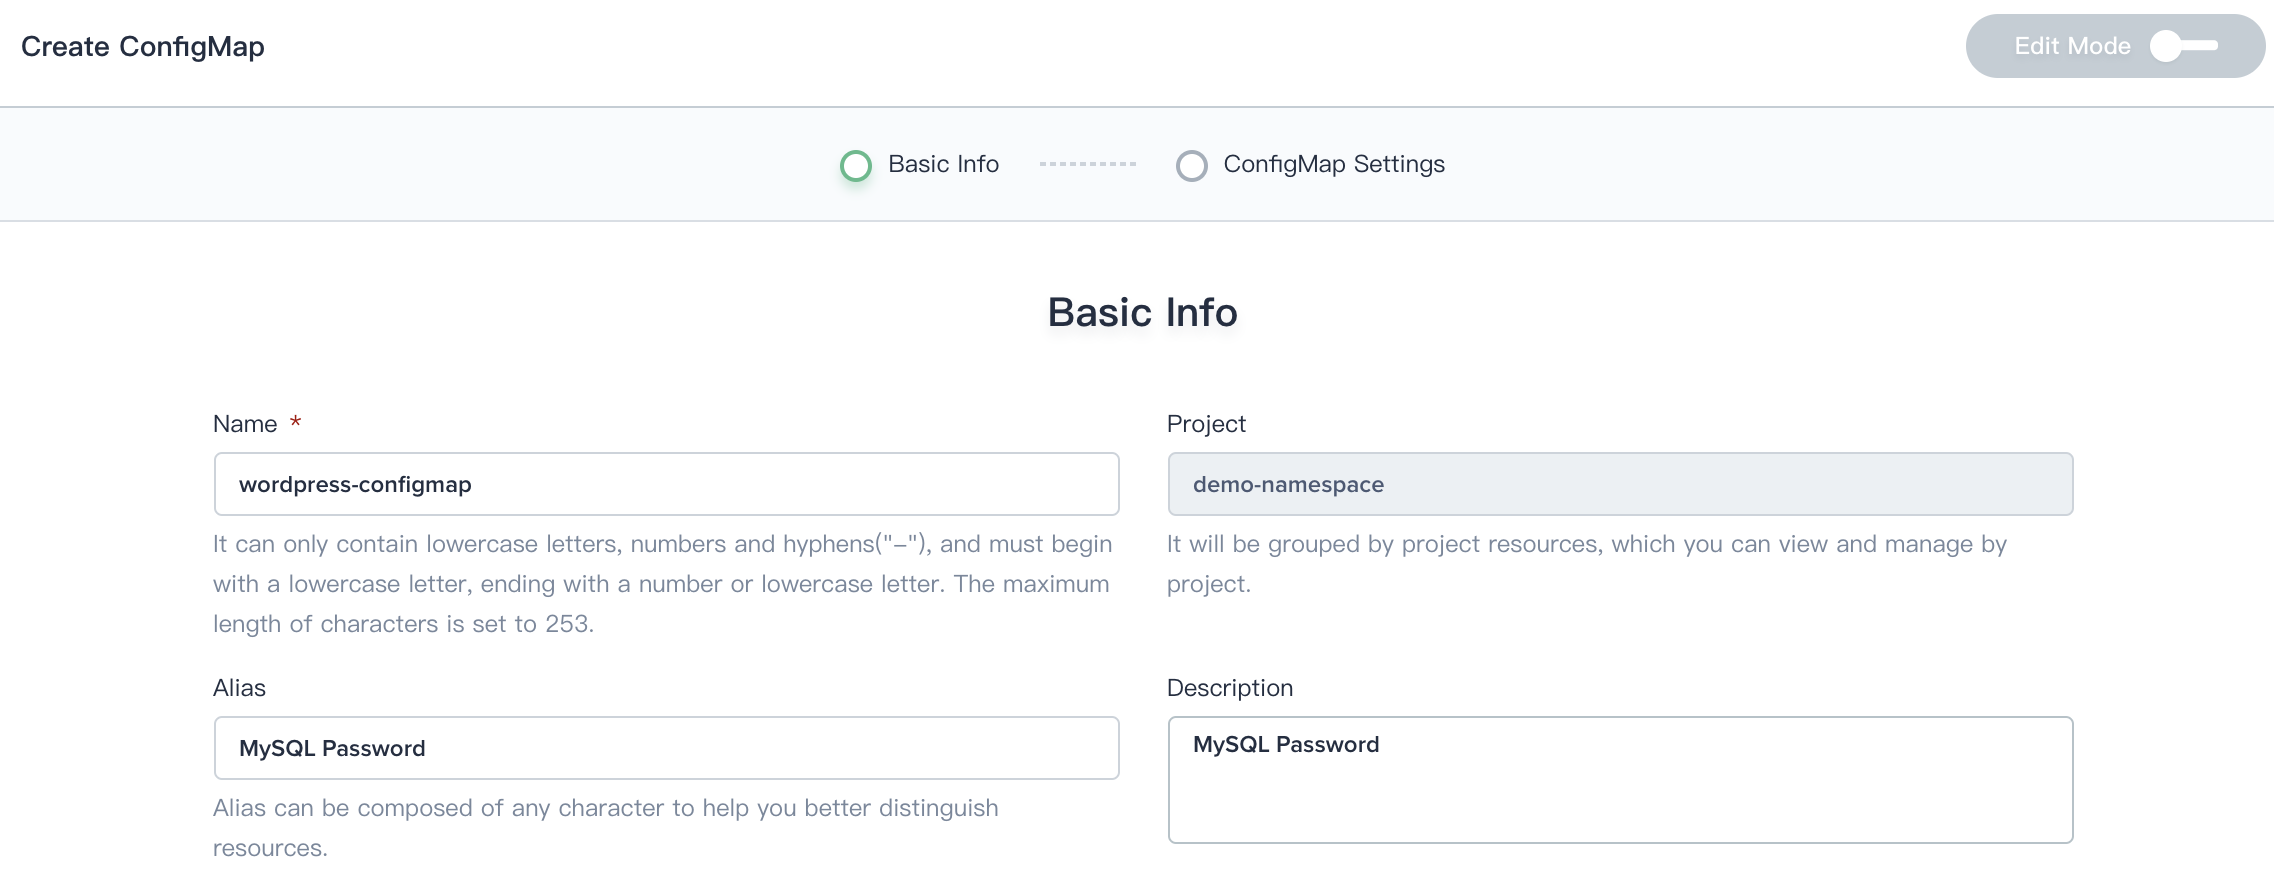 Create ConfigMap
Edit Mode
Basic Info
ConfigMap Settings
Basic Info
Name *
wordpress-configmap
It can only contain lowercase letters, numbers and hyphens("-"), and must begin
with a lowercase letter, ending with a number or lowercase letter. The maximum
length of characters is set to 253.
Project
demo-namespace
It will be grouped by project resources, which you can view and manage by
project.
Alias
MySQL Password
Alias can be composed of any character to help you better distinguish
resources.
Description
MySQL Password